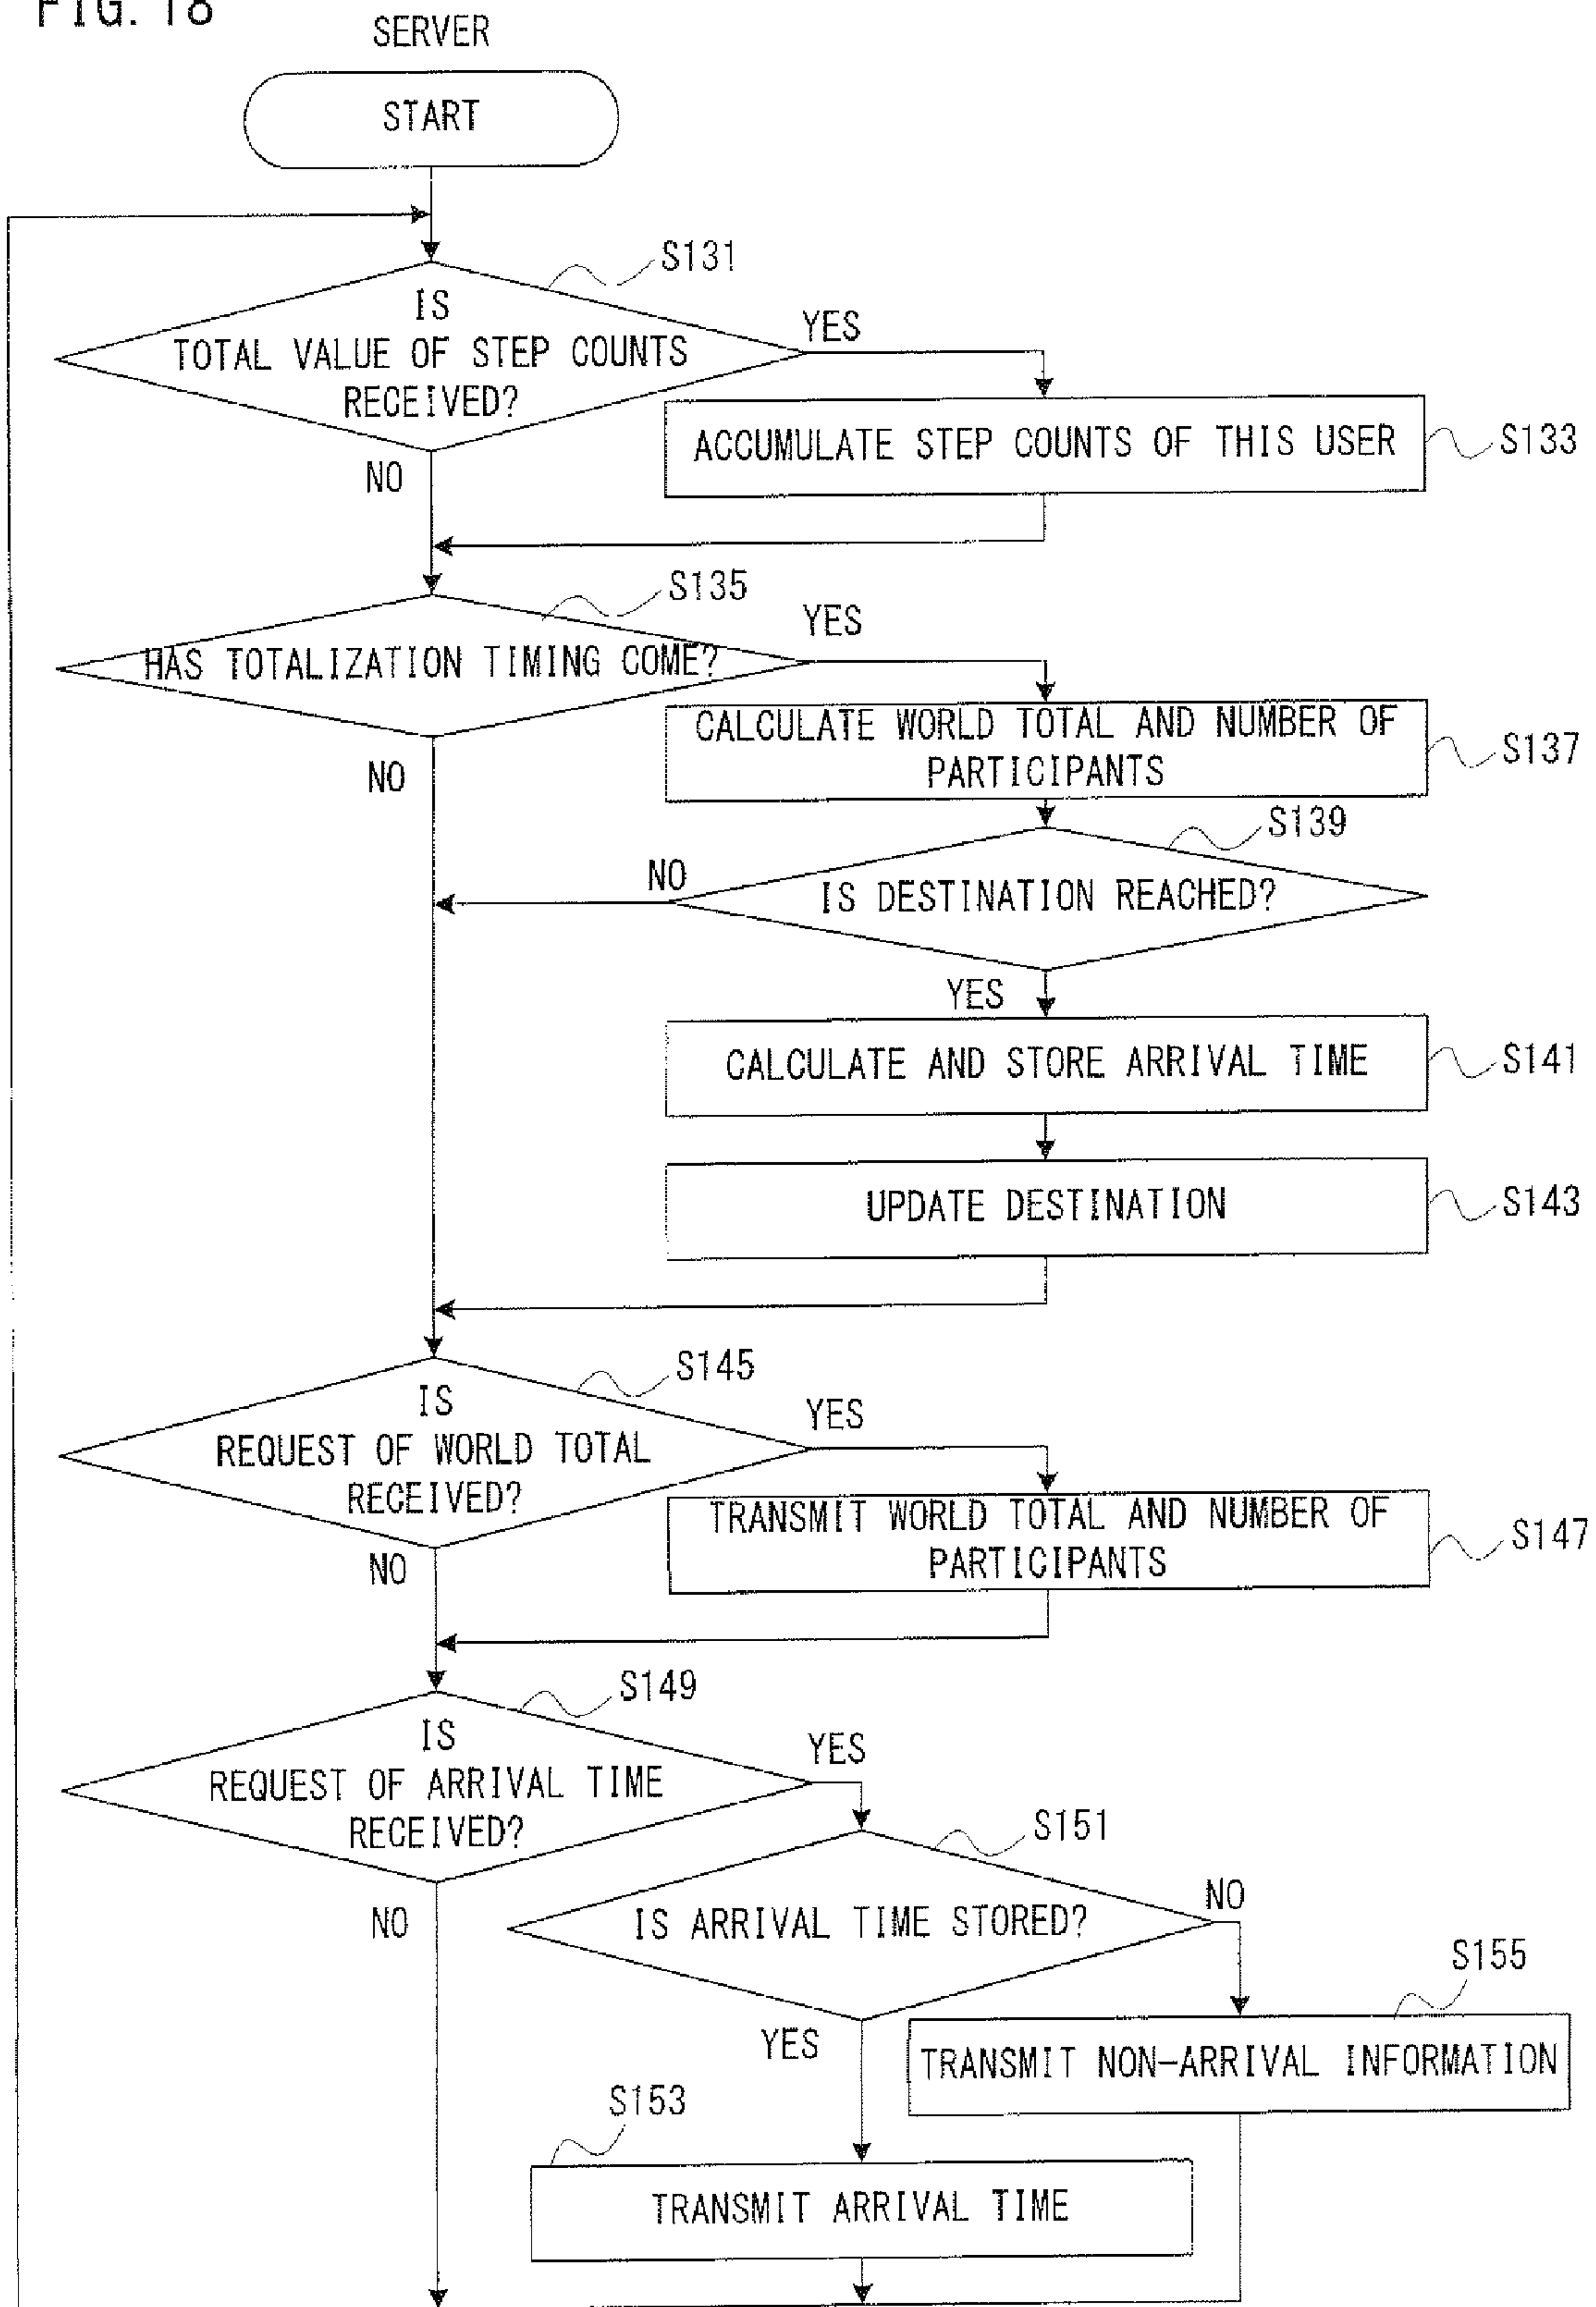 FIG. 18
SERVER
START
S131
IS
TOTAL VALUE OF STEP COUNTS
RECEIVED?
YES
NO
ACCUMULATE STEP COUNTS OF THIS USER
S133
S135
HAS TOTALIZATION TIMING COME?
YES
NO
CALCULATE WORLD TOTAL AND NUMBER OF
PARTICIPANTS
S137
S139
IS DESTINATION REACHED?
NO
YES
CALCULATE AND STORE ARRIVAL TIME
S141
UPDATE DESTINATION
S143
S145
IS
REQUEST OF WORLD TOTAL
RECEIVED?
YES
NO
TRANSMIT WORLD TOTAL AND NUMBER OF
PARTICIPANTS
S147
S149
IS
REQUEST OF ARRIVAL TIME
RECEIVED?
YES
NO
S151
IS ARRIVAL TIME STORED?
NO
YES
S155
TRANSMIT NON-ARRIVAL INFORMATION
S153
TRANSMIT ARRIVAL TIME